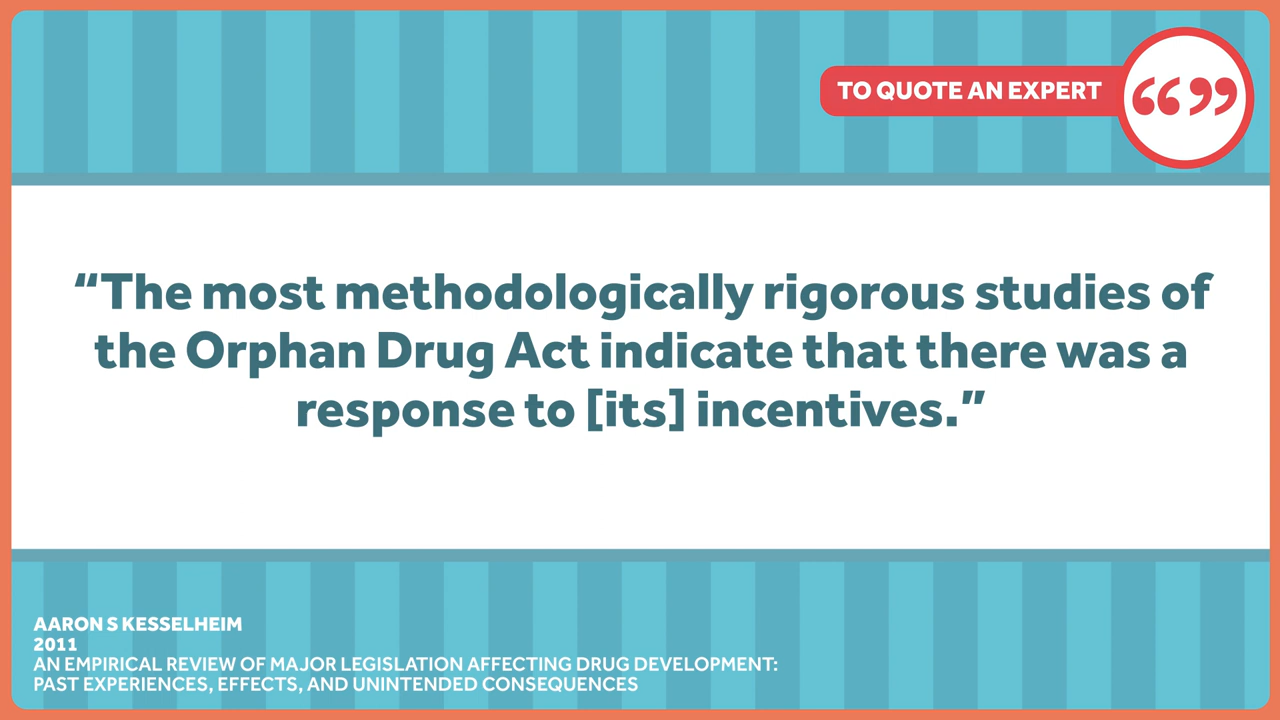 TO QUOTE AN EXPERT
“ ”
“The most methodologically rigorous studies of
the Orphan Drug Act indicate that there was a
response to [its] incentives.”
AARON S KESSELHEIM
2011
AN EMPIRICAL REVIEW OF MAJOR LEGISLATION AFFECTING DRUG DEVELOPMENT:
PAST EXPERIENCES, EFFECTS, AND UNINTENDED CONSEQUENCES